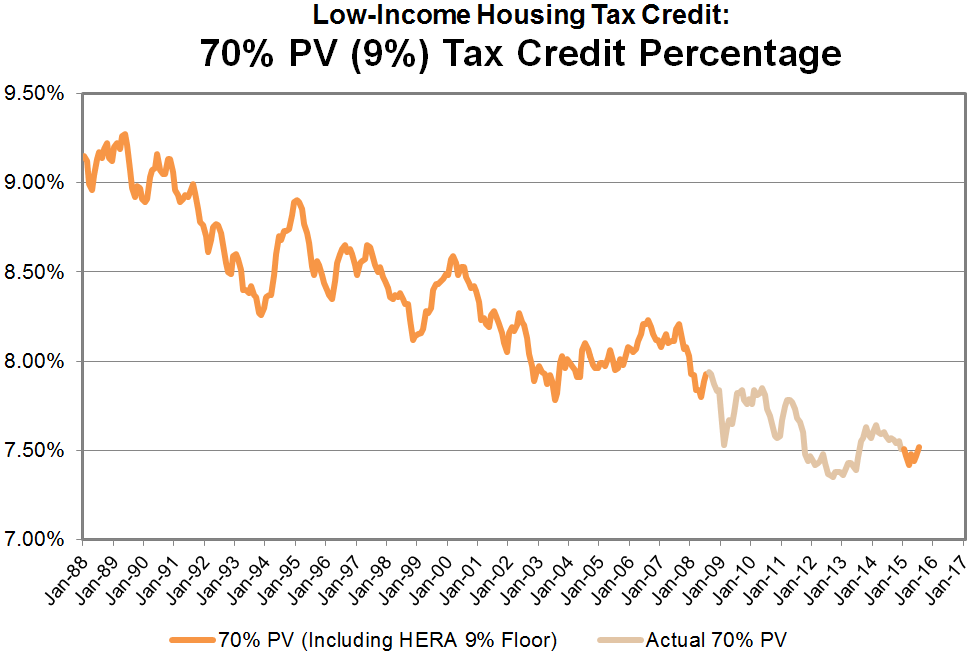 Low-Income Housing Tax Credit:
70% PV (9%) Tax Credit Percentage
9.50%
9.00%
8.50%
8.00%
7.50%
7.00%
Jan-88 Jan-89 Jan-90 Jan-91 Jan-92 Jan-93 Jan-94 Jan-95 Jan-96 Jan-97 Jan-98 Jan-99 Jan-00 Jan-01 Jan-02 Jan-03 Jan-04 Jan-05 Jan-06 Jan-07 Jan-08 Jan-09 Jan-10 Jan-11 Jan-12 Jan-13 Jan-14 Jan-15 Jan-16 Jan-17
70% PV (Including HERA 9% Floor) Actual 70% PV